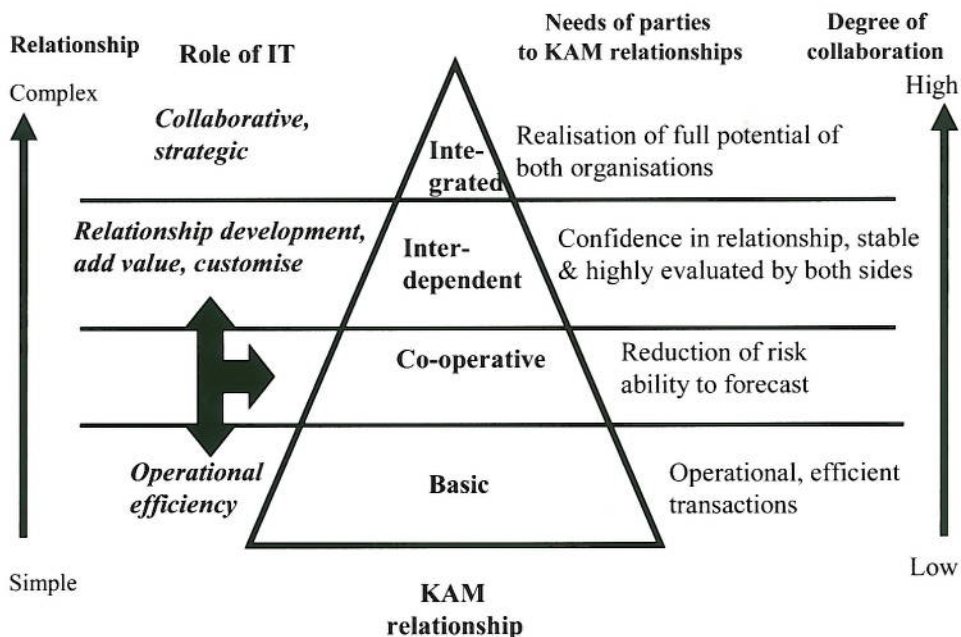 Relationship
Role of IT
Needs of parties
to KAM relationships
Degree of
collaboration
Complex
High
Collaborative,
strategic
Inte-
grated
Realisation of full potential of
both organisations
Relationship development,
add value, customise
Inter-
dependent
Confidence in relationship, stable
& highly evaluated by both sides
Co-operative
Reduction of risk
ability to forecast
Operational
efficiency
Basic
Operational, efficient
transactions
Simple
Low
KAM
relationship